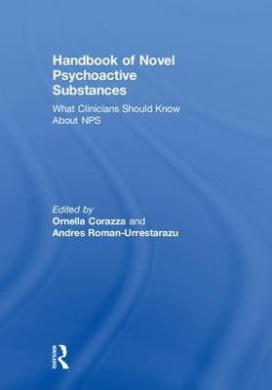 Handbook of Novel
Psychoactive
Substances
What Clinicians Should Know
About NPS
Edited by
Ornella Corazza and
Andres Roman-Urrestarazu
ROUTLEDGE